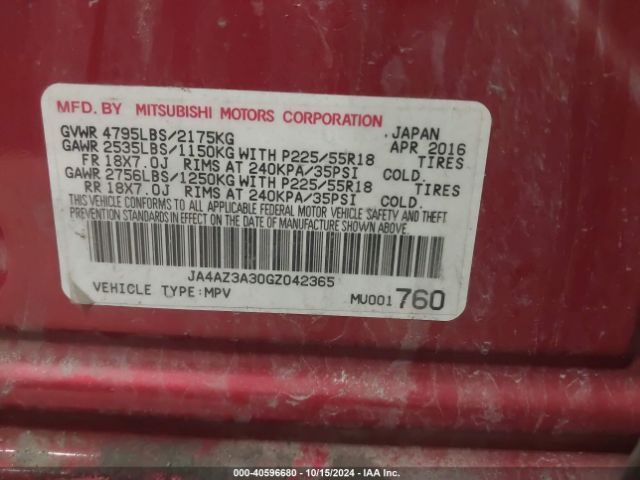 MFD. BY MITSUBISHI MOTORS CORPORATION
GVWR 4795LBS/2175KG , JAPAN APR 2016
GAWR 2535LBS/1150KG WITH P225/55R18 TIRES
FR 18X7.0J RIMS AT 240KPA/35PSI COLD.
GAWR 2756LBS/1250KG WITH P225/55R18 TIRES
RR 18X7.0J RIMS AT 240KPA/35PSI COLD.
THIS VEHICLE CONFORMS TO ALL APPLICABLE FEDERAL MOTOR VEHICLE SAFETY AND THEFT
PREVENTION STANDARDS IN EFFECT ON THE DATE OF MANUFACTURE SHOWN ABOVE.
JA4AZ3A30GZ042365
VEHICLE TYPE:MPV MU001760
00-40596680 - 10/15/2024 - IAA Inc.